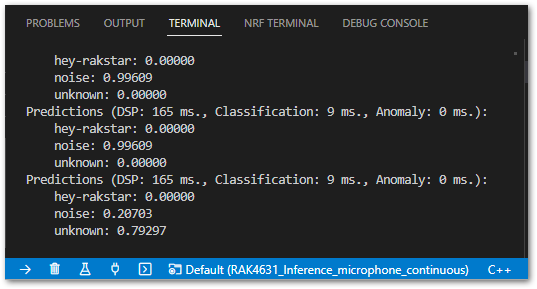 PROBLEMS OUTPUT TERMINAL NRF TERMINAL DEBUG CONSOLE
hey-rakstar: 0.00000
noise: 0.99609
unknown: 0.00000
Predictions (DSP: 165 ms., Classification: 9 ms., Anomaly: 0 ms.):
hey-rakstar: 0.00000
noise: 0.99609
unknown: 0.00000
Predictions (DSP: 165 ms., Classification: 9 ms., Anomaly: 0 ms.):
hey-rakstar: 0.00000
noise: 0.20703
unknown: 0.79297
Default (RAK4631_Inference_microphone_continuous) C++